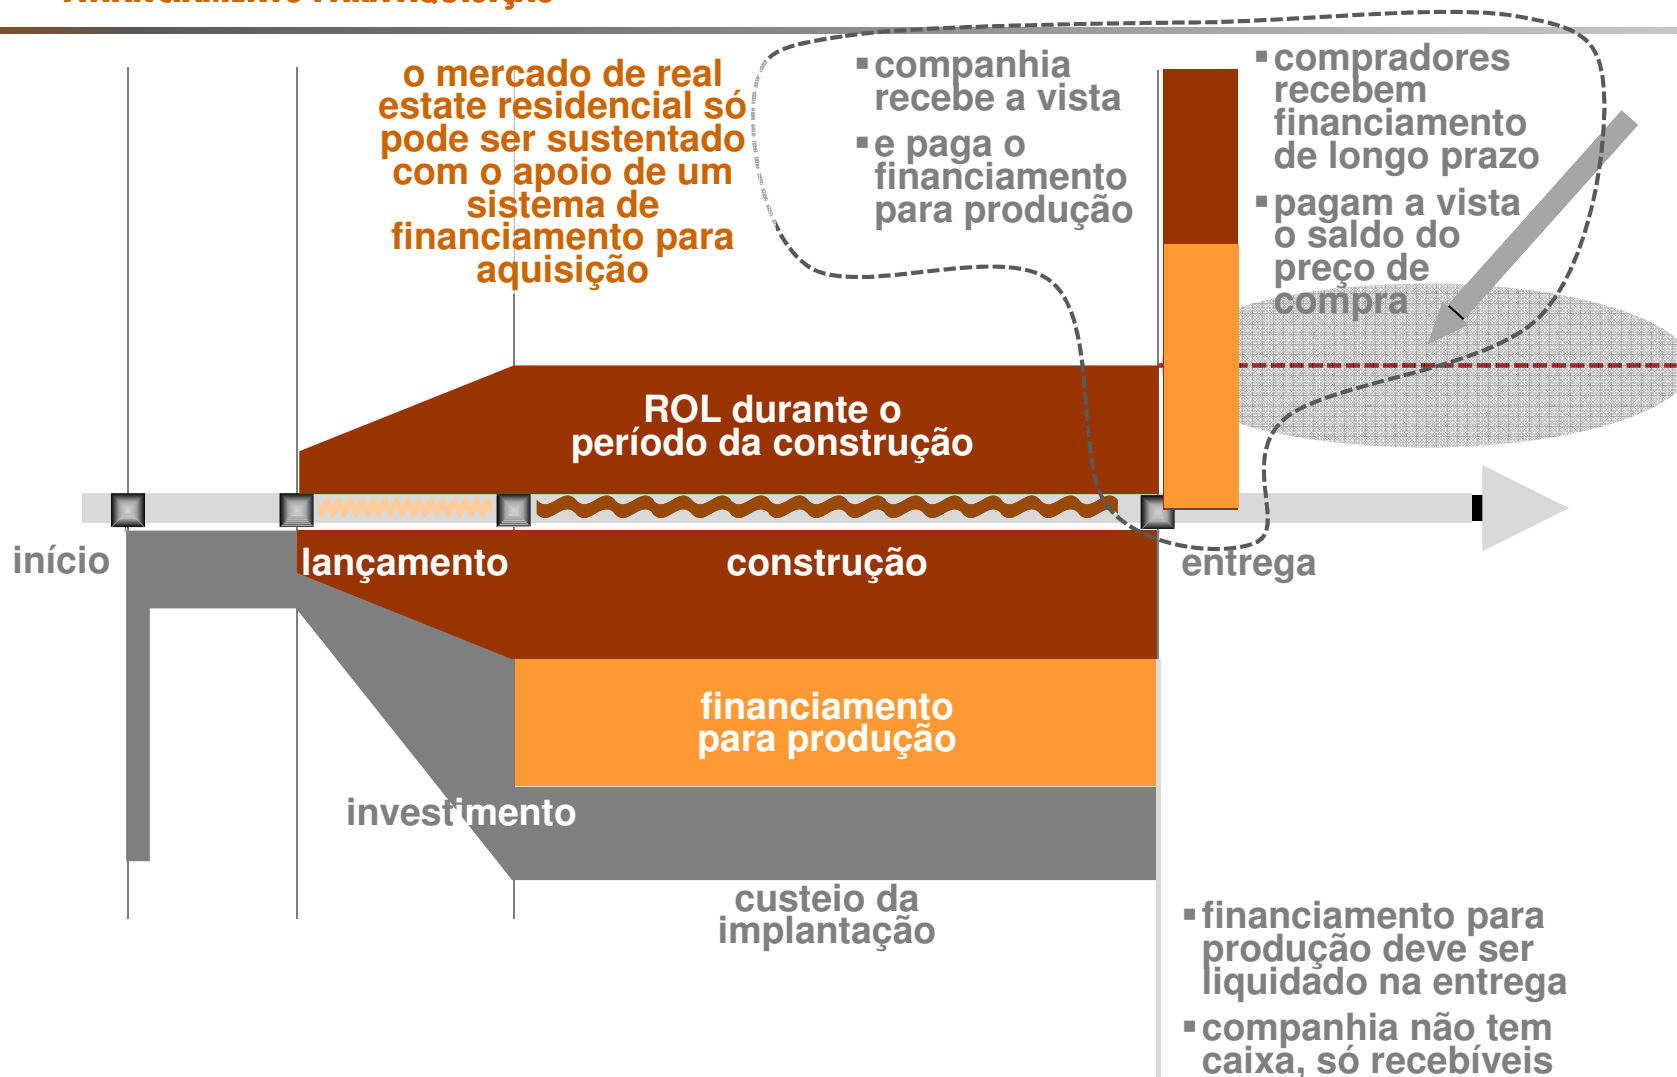 FINANCIAMENTO PARA AQUISIÇÃO
o mercado de real
estate residencial só
pode ser sustentado
com o apoio de um
sistema de
financiamento para
aquisição
▪companhia
recebe a vista
▪e paga o
financiamento
para produção
▪compradores
recebem
financiamento
de longo prazo
▪pagam a vista
o saldo do
preço de
compra
ROL durante o
período da construção
início
lançamento
construção
entrega
financiamento
para produção
investimento
custeio da
implantação
▪financiamento para
produção deve ser
liquidado na entrega
▪companhia não tem
caixa, só recebíveis